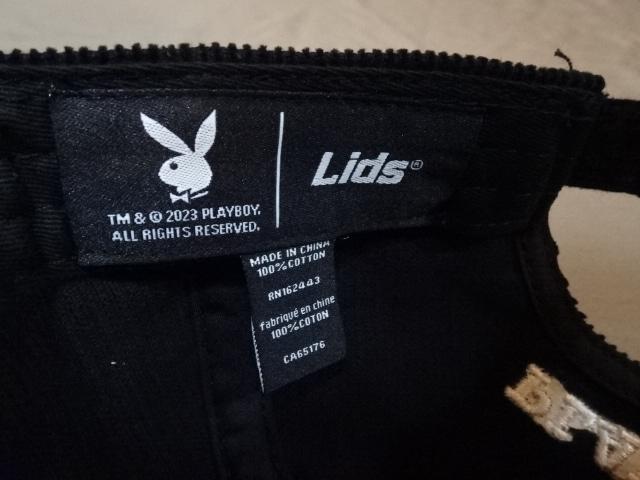 TM & © 2023 PLAYBOY.
ALL RIGHTS RESERVED.
Lids®
MADE IN CHINA
100% COTTON
RN162443
fabriqué en chine
100% COTON
CA65176